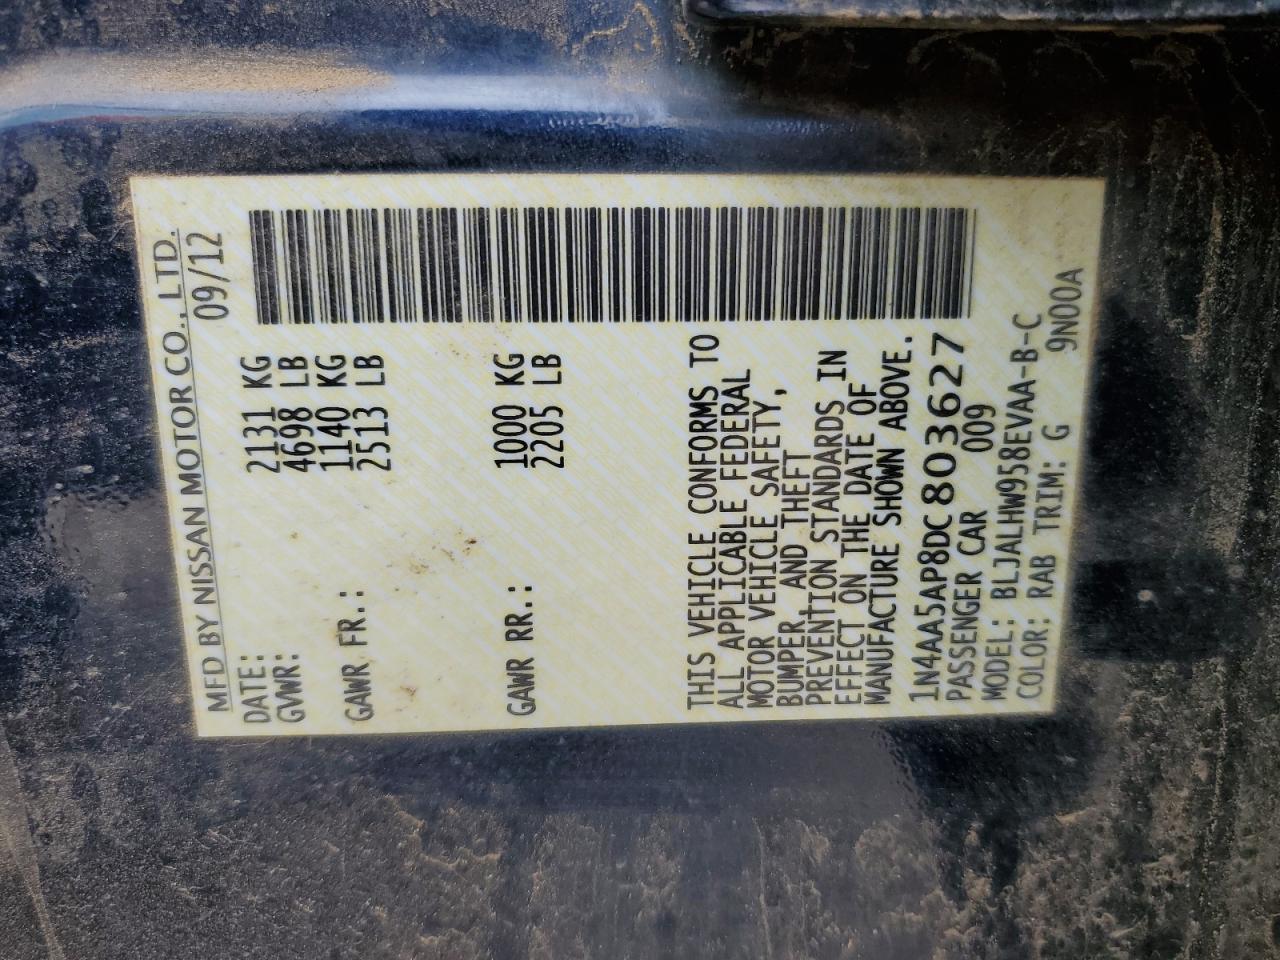 MFD BY NISSAN MOTOR CO., LTD.
DATE: 09/12
GVWR: 2131 KG
4698 LB
GAWR FR.: 1140 KG
2513 LB
GAWR RR.: 1000 KG
2205 LB
THIS VEHICLE CONFORMS TO
ALL APPLICABLE FEDERAL
MOTOR VEHICLE SAFETY,
BUMPER, AND THEFT
PREVENTION STANDARDS IN
EFFECT ON THE DATE OF
MANUFACTURE SHOWN ABOVE.
1N4AA5AP8DC803627
PASSENGER CAR 009
MODEL: BLJALHW958EVAA-B-C
COLOR: RAB TRIM: G 9N00A